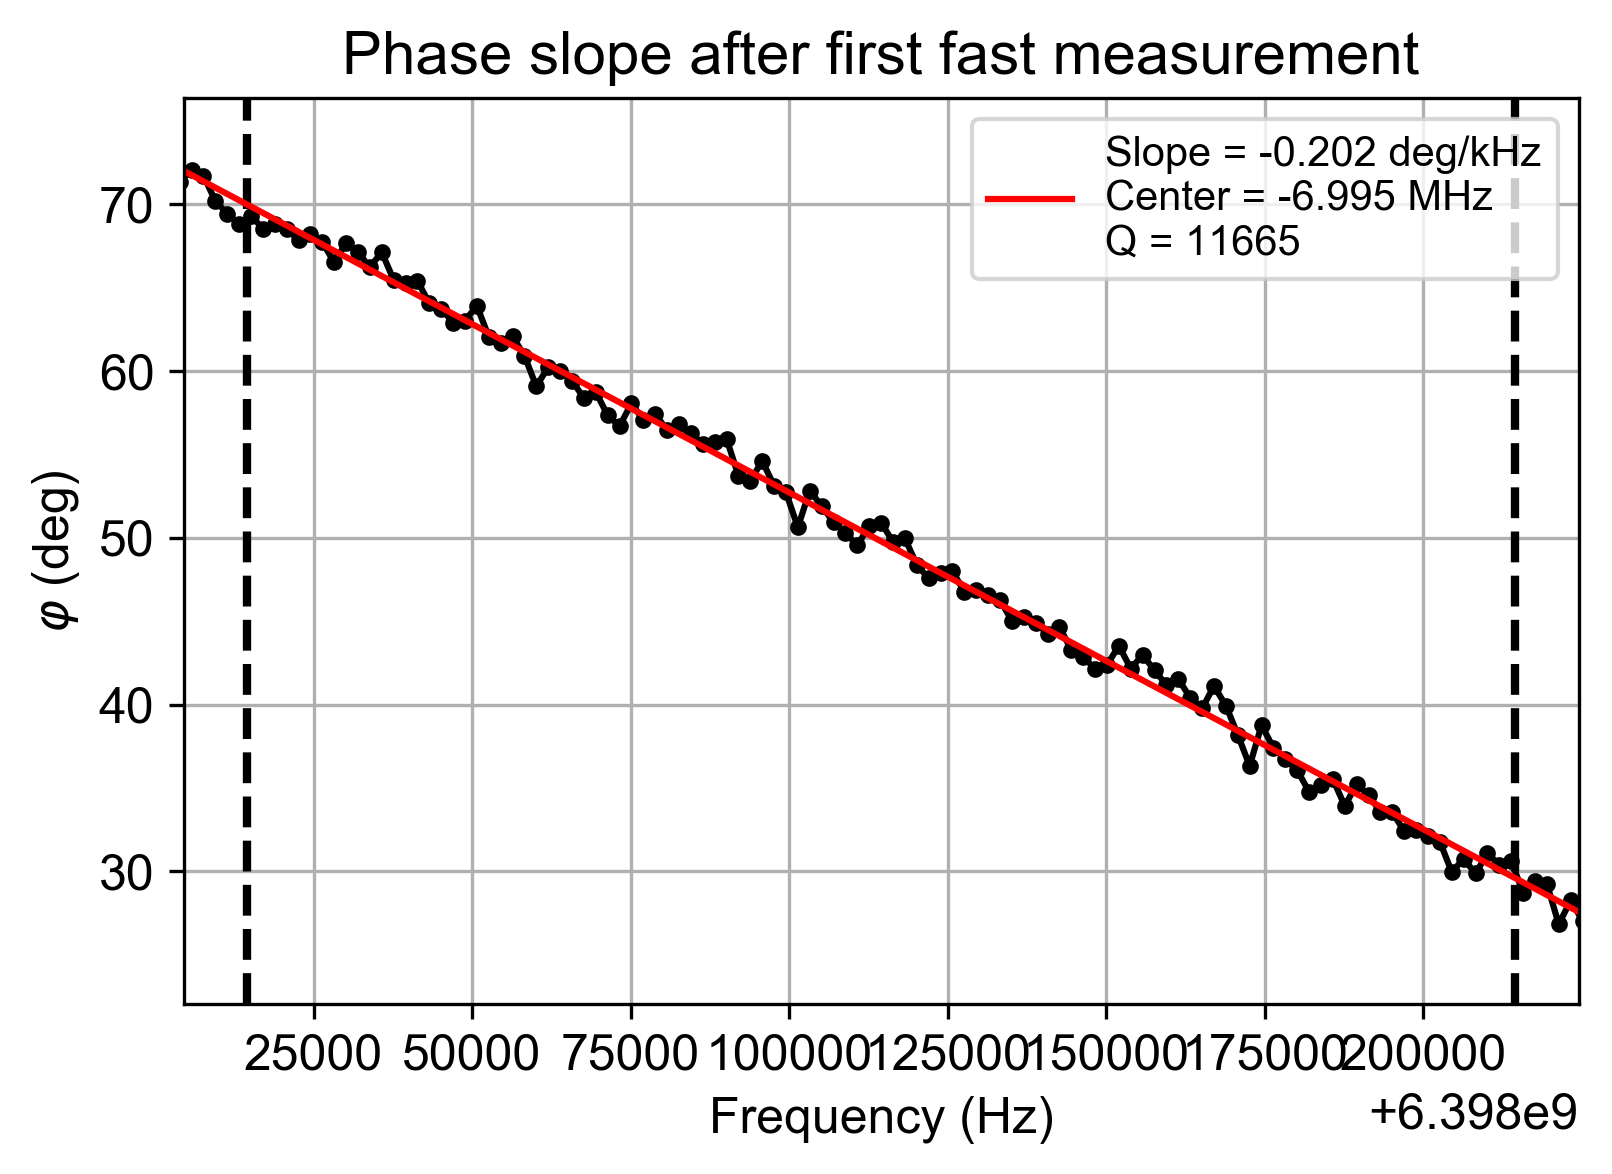 Phase slope after first fast measurement
Slope = -0.202 deg/kHz
Center = -6.995 MHz
Q = 11665
70
60
50
40
30
φ (deg)
25000 50000 75000 100000 125000 150000 175000 200000
Frequency (Hz)
+6.398e9